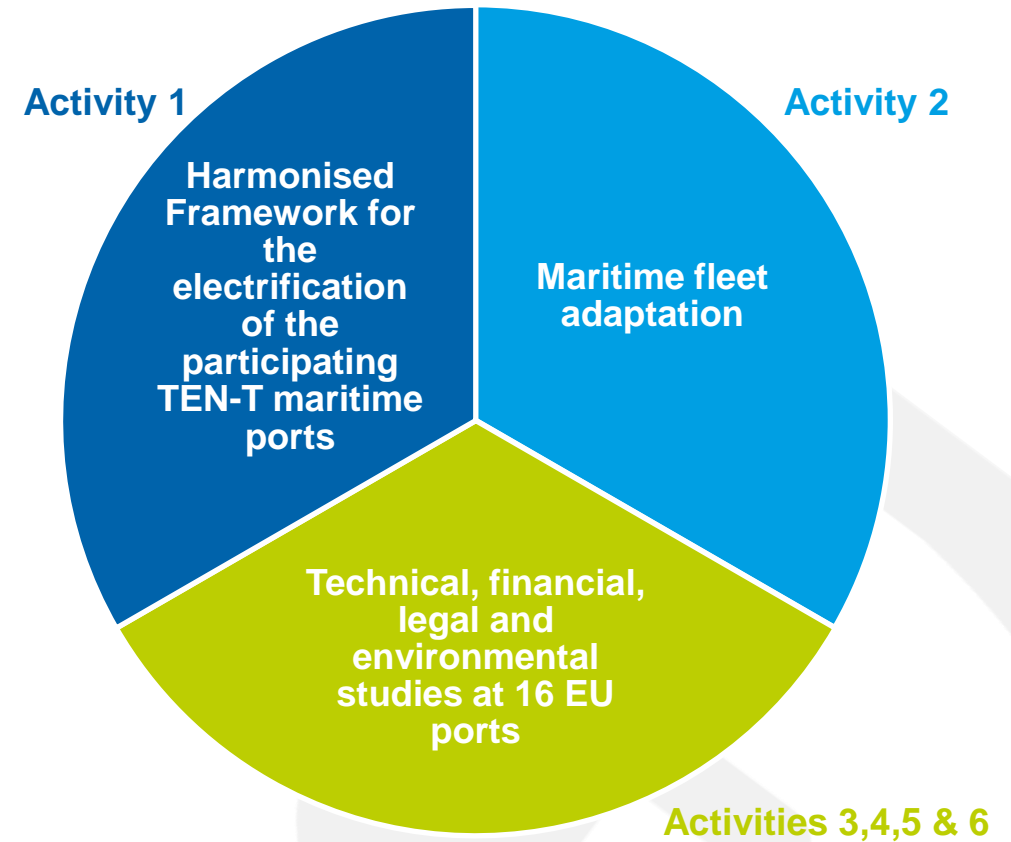 Activity 1
Harmonised
Framework for
the
electrification
of the
participating
TEN-T maritime
ports
Activity 2
Maritime fleet
adaptation
Technical, financial,
legal and
environmental
studies at 16 EU
ports
Activities 3,4,5 & 6